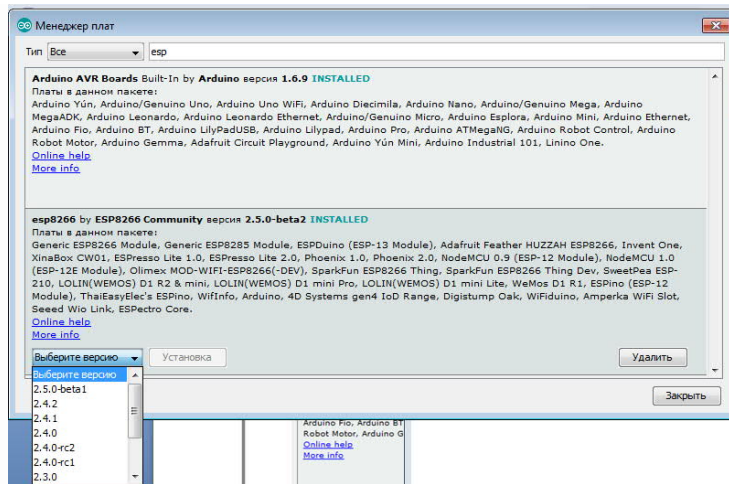 Менеджер плат
Тип Все esp
Arduino AVR Boards Built-In by Arduino версия 1.6.9 INSTALLED
Платы в данном пакете:
Arduino Yún, Arduino/Genuino Uno, Arduino Uno WiFi, Arduino Diecimila, Arduino Nano, Arduino/Genuino Mega, Arduino
MegaADK, Arduino Leonardo, Arduino Leonardo Ethernet, Arduino/Genuino Micro, Arduino Esplora, Arduino Mini, Arduino Ethernet,
Arduino Fio, Arduino BT, Arduino LilyPadUSB, Arduino Lilypad, Arduino Pro, Arduino ATMegaNG, Arduino Robot Control, Arduino
Robot Motor, Arduino Gemma, Adafruit Circuit Playground, Arduino Yún Mini, Arduino Industrial 101, Linino One.
Online help
More info
esp8266 by ESP8266 Community версия 2.5.0-beta2 INSTALLED
Платы в данном пакете:
Generic ESP8266 Module, Generic ESP8285 Module, ESPDuino (ESP-13 Module), Adafruit Feather HUZZAH ESP8266, Invent One,
XinaBox CW01, ESPresso Lite 1.0, ESPresso Lite 2.0, Phoenix 1.0, Phoenix 2.0, NodeMCU 0.9 (ESP-12 Module), NodeMCU 1.0
(ESP-12E Module), Olimex MOD-WIFI-ESP8266(-DEV), SparkFun ESP8266 Thing, SparkFun ESP8266 Thing Dev, SweetPea ESP-
210, LOLIN(WEMOS) D1 R2 & mini, LOLIN(WEMOS) D1 mini Pro, LOLIN(WEMOS) D1 mini Lite, WeMos D1 R1, ESPino (ESP-12
Module), ThaiEasyElec's ESPino, WifInfo, Arduino, 4D Systems gen4 IoD Range, Digistump Oak, WiFiduino, Amperka WiFi Slot,
Seeed Wio Link, ESPectro Core.
Online help
More info
Выберите версию Установка Удалить
Выберите версию
2.5.0-beta1
2.4.2
2.4.1
2.4.0
2.4.0-rc2
2.4.0-rc1
2.3.0
Закрыть
Arduino Fio, Arduino BT
Robot Motor, Arduino G
Online help
More info